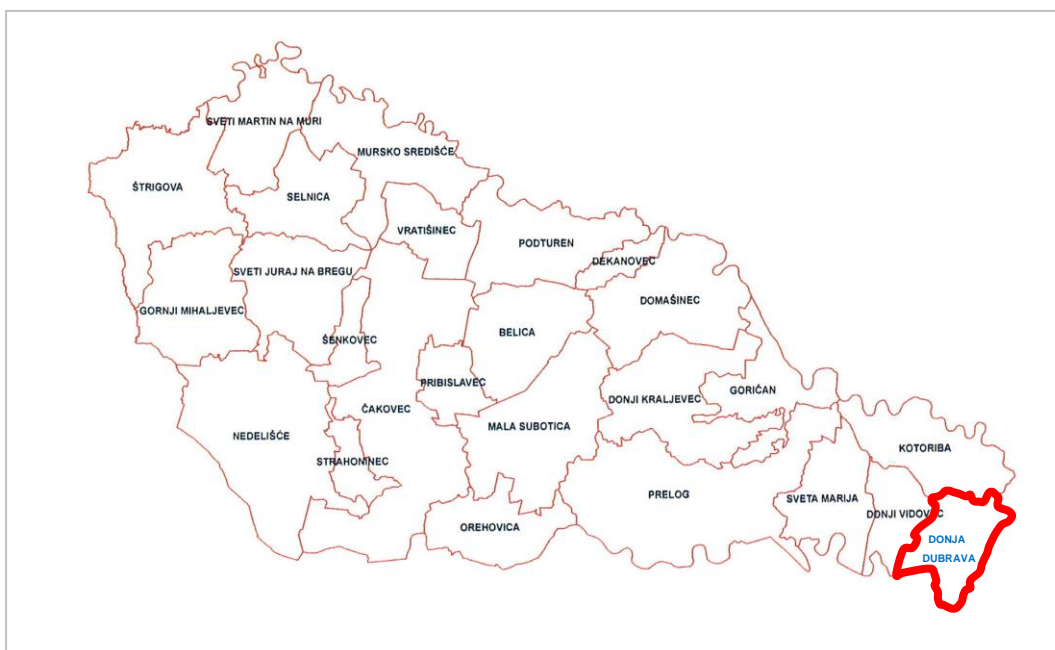 SVETI MARTIN NA MURI
MURSKO SREDIŠĆE
ŠTRIGOVA
SELNICA
VRATIŠINEC
PODTUREN
DEKANOVEC
SVETI JURAJ NA BREGU
DOMAŠINEC
GORNJI MIHALJEVEC
BELICA
ŠENKOVEC
PRIBISLAVEC
GORIČAN
DONJI KRALJEVEC
ČAKOVEC
MALA SUBOTICA
NEDELIŠĆE
KOTORIBA
STRAHONINEC
PRELOG
SVETA MARIJA
DONJI VIDOVEC
OREHOVICA
DONJA
DUBRAVA